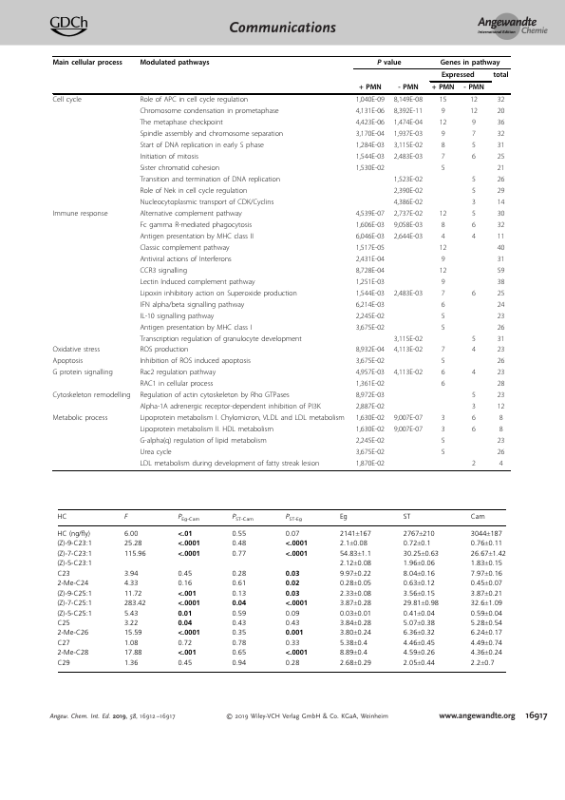 GDCh
Communications
Angewandte
International Edition Chemie
Main cellular process Modulated pathways P value Genes in pathway
Expressed total
+ PMN - PMN + PMN - PMN
Cell cycle Role of APC in cell cycle regulation 1,040E-09 8,149E-08 15 12 32
Chromosome condensation in prometaphase 4,131E-06 8,392E-11 9 12 20
The metaphase checkpoint 4,423E-06 1,474E-04 12 9 36
Spindle assembly and chromosome separation 3,170E-04 1,937E-03 9 7 32
Start of DNA replication in early S phase 1,284E-03 3,115E-02 8 5 31
Initiation of mitosis 1,544E-03 2,483E-03 7 6 25
Sister chromatid cohesion 1,530E-02 5 21
Transition and termination of DNA replication 1,523E-02 5 26
Role of Nek in cell cycle regulation 2,390E-02 5 29
Nucleocytoplasmic transport of CDK/Cyclins 4,386E-02 3 14
Immune response Alternative complement pathway 4,539E-07 2,737E-02 12 5 30
Fc gamma R-mediated phagocytosis 1,606E-03 9,058E-03 8 6 32
Antigen presentation by MHC class II 6,046E-03 2,644E-03 4 4 11
Classic complement pathway 1,517E-05 12 40
Antiviral actions of Interferons 2,431E-04 9 31
CCR3 signalling 8,728E-04 12 59
Lectin Induced complement pathway 1,251E-03 9 38
Lipoxin inhibitory action on Superoxide production 1,544E-03 2,483E-03 7 6 25
IFN alpha/beta signalling pathway 6,214E-03 6 24
IL-10 signalling pathway 2,245E-02 5 23
Antigen presentation by MHC class I 3,675E-02 5 26
Transcription regulation of granulocyte development 3,115E-02 5 31
Oxidative stress ROS production 8,932E-04 4,113E-02 7 4 23
Apoptosis Inhibition of ROS induced apoptosis 3,675E-02 5 26
G protein signalling Rac2 regulation pathway 4,957E-03 4,113E-02 6 4 23
RAC1 in cellular process 1,361E-02 6 28
Cytoskeleton remodelling Regulation of actin cytoskeleton by Rho GTPases 8,972E-03 5 23
Alpha-1A adrenergic receptor-dependent inhibition of PI3K 2,887E-02 3 12
Metabolic process Lipoprotein metabolism I. Chylomicron, VLDL and LDL metabolism 1,630E-02 9,007E-07 3 6 8
Lipoprotein metabolism II. HDL metabolism 1,630E-02 9,007E-07 3 6 8
G-alpha(q) regulation of lipid metabolism 2,245E-02 5 23
Urea cycle 3,675E-02 5 26
LDL metabolism during development of fatty streak lesion 1,870E-02 2 4
HC F PEg-Cam PST-Cam PST-Eg Eg ST Cam
HC (ng/fly) 6.00 <.01 0.55 0.07 2141±167 2767±210 3044±187
(Z)-9-C23:1 25.28 <.0001 0.48 <.0001 2.1±0.08 0.72±0.1 0.76±0.11
(Z)-7-C23:1 115.96 <.0001 0.77 <.0001 54.83±1.1 30.25±0.63 26.67±1.42
(Z)-5-C23:1 2.12±0.08 1.96±0.06 1.83±0.15
C23 3.94 0.45 0.28 0.03 9.97±0.22 8.04±0.16 7.97±0.16
2-Me-C24 4.33 0.16 0.61 0.02 0.28±0.05 0.63±0.12 0.45±0.07
(Z)-9-C25:1 11.72 <.001 0.13 0.03 2.33±0.08 3.56±0.15 3.87±0.21
(Z)-7-C25:1 283.42 <.0001 0.04 <.0001 3.87±0.28 29.81±0.98 32.6±1.09
(Z)-5-C25:1 5.43 0.01 0.59 0.09 0.03±0.01 0.41±0.04 0.59±0.04
C25 3.22 0.04 0.43 0.43 3.84±0.28 5.07±0.38 5.28±0.54
2-Me-C26 15.59 <.0001 0.35 0.001 3.80±0.24 6.36±0.32 6.24±0.17
C27 1.08 0.72 0.78 0.33 5.38±0.4 4.46±0.45 4.49±0.74
2-Me-C28 17.88 <.001 0.65 <.0001 8.89±0.4 4.59±0.26 4.36±0.24
C29 1.36 0.45 0.94 0.28 2.68±0.29 2.05±0.44 2.2±0.7
Angew. Chem. Int. Ed. 2019, 58, 16912–16917 © 2019 Wiley-VCH Verlag GmbH & Co. KGaA, Weinheim www.angewandte.org 16917